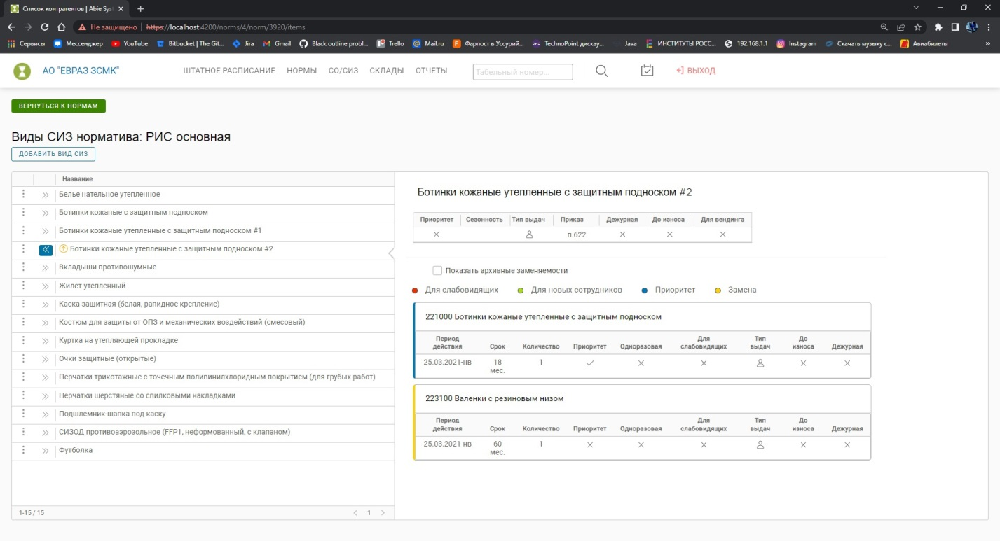 Список контрагентов | Abie Syst
Не защищено https://localhost:4200/norms/4/norm/3920/items
Сервисы Мессенджер YouTube Bitbucket | The Git... Jira Gmail Black outline probl... Trello Mail.ru Фарпост в Уссурий... TechnoPoint дискау... Java ИНСТИТУТЫ РОСС... 192.168.1.1 Instagram Скачать музыку с... Авиабилеты »
АО "ЕВРАЗ ЗСМК" ШТАТНОЕ РАСПИСАНИЕ НОРМЫ СО/СИЗ СКЛАДЫ ОТЧЕТЫ Табельный номер... ВЫХОД
ВЕРНУТЬСЯ К НОРМАМ
Виды СИЗ норматива: РИС основная
ДОБАВИТЬ ВИД СИЗ
Название
Белье нательное утепленное
Ботинки кожаные с защитным подноском
Ботинки кожаные утепленные с защитным подноском #1
Ботинки кожаные утепленные с защитным подноском #2
Вкладыши противошумные
Жилет утепленный
Каска защитная (белая, рапидное крепление)
Костюм для защиты от ОПЗ и механических воздействий (смесовый)
Куртка на утепляющей прокладке
Очки защитные (открытые)
Перчатки трикотажные с точечным поливинилхлоридным покрытием (для грубых работ)
Перчатки шерстяные со спилковыми накладками
Подшлемник-шапка под каску
СИЗОД противоаэрозольное (FFP1, неформованный, с клапаном)
Футболка
1-15 / 15 < 1 >
Ботинки кожаные утепленные с защитным подноском #2
Приоритет Сезонность Тип выдач Приказ Дежурная До износа Для вендинга
п.622
Показать архивные заменяемости
Для слабовидящих Для новых сотрудников Приоритет Замена
221000 Ботинки кожаные утепленные с защитным подноском
Период действия Срок Количество Приоритет Одноразовая Для слабовидящих Тип выдач До износа Дежурная
25.03.2021-нв 18 мес. 1
223100 Валенки с резиновым низом
Период действия Срок Количество Приоритет Одноразовая Для слабовидящих Тип выдач До износа Дежурная
25.03.2021-нв 60 мес. 1